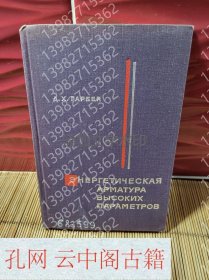 А.Х. ГАРБЕР
ЭНЕРГЕТИЧЕСКАЯ
АРМАТУРА
ВЫСОКИХ
ПАРАМЕТРОВ
13982715362
孔网 云中阁古籍